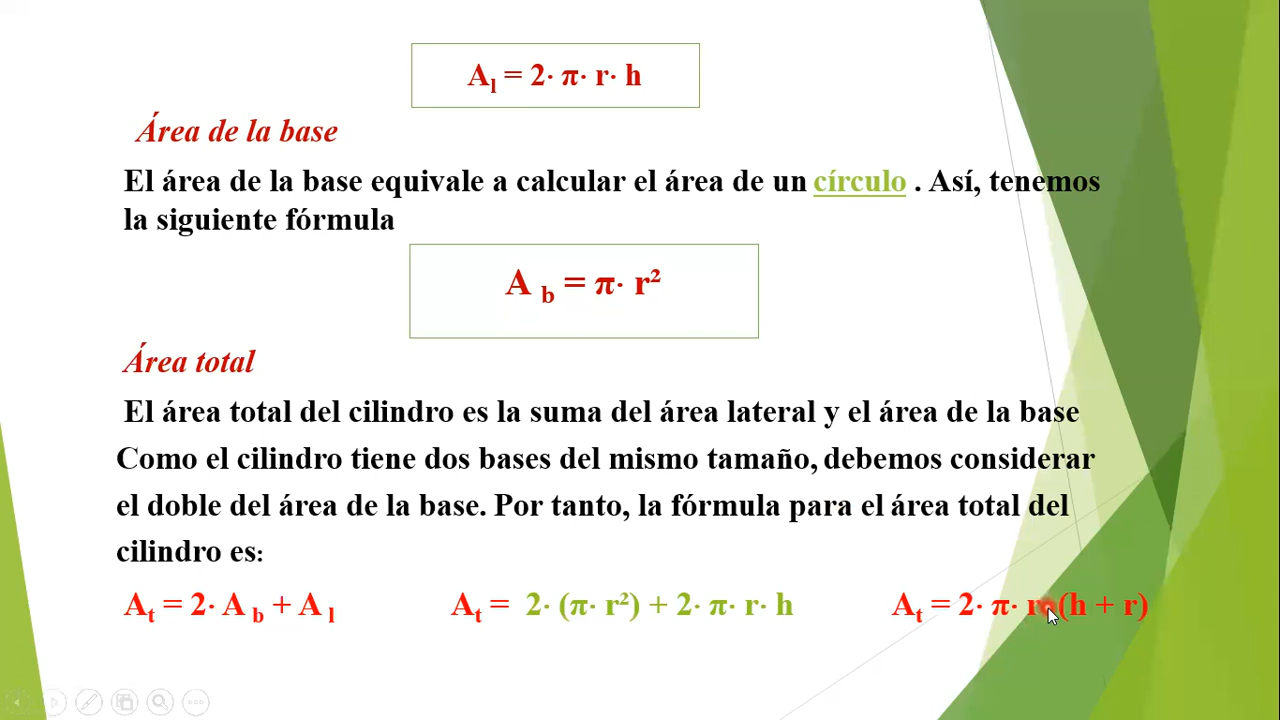 Aₗ = 2· π· r· h
Área de la base
El área de la base equivale a calcular el área de un círculo . Así, tenemos
la siguiente fórmula
A b = π· r²
Área total
El área total del cilindro es la suma del área lateral y el área de la base
Como el cilindro tiene dos bases del mismo tamaño, debemos considerar
el doble del área de la base. Por tanto, la fórmula para el área total del
cilindro es:
Aₜ = 2· A b + A l Aₜ = 2· (π· r²) + 2· π· r· h Aₜ = 2· π· r· (h + r)